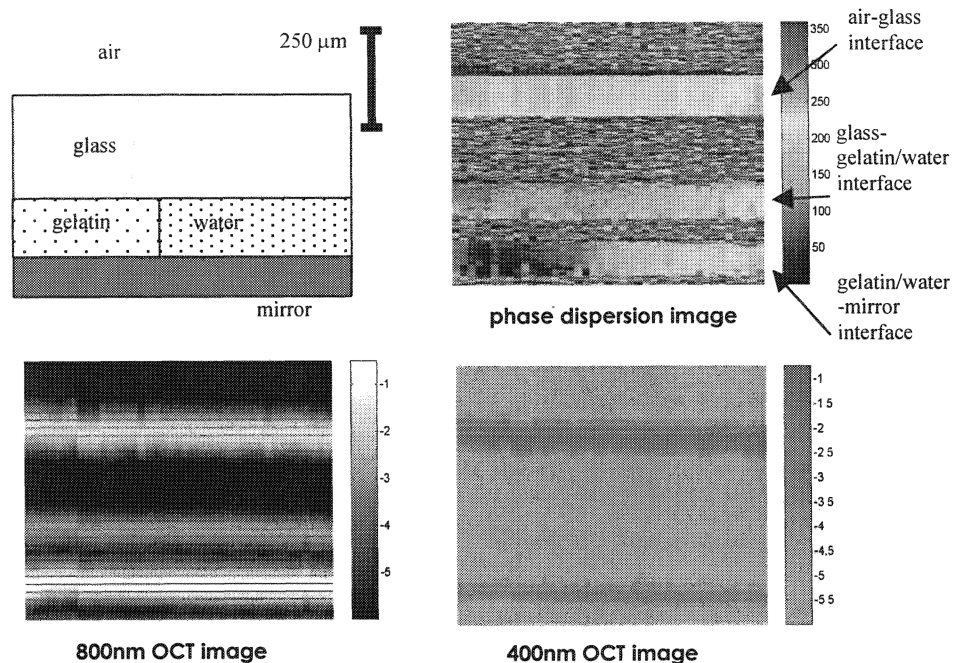 air
250 µm
glass
gelatin
water
mirror
350
300
250
200
150
100
50
air-glass
interface
glass-
gelatin/water
interface
gelatin/water
-mirror
interface
phase dispersion image
-1
-2
-3
-4
-5
800nm OCT image
-1
-1 5
-2
-2 5
-3
-3.5
-4
-4.5
-5
-5 5
400nm OCT image